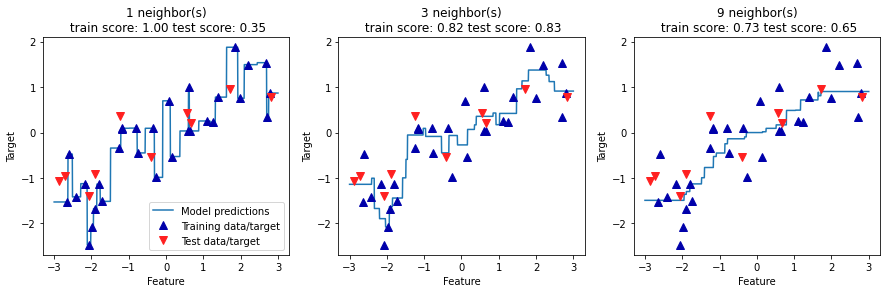 1 neighbor(s)
train score: 1.00 test score: 0.35
3 neighbor(s)
train score: 0.82 test score: 0.83
9 neighbor(s)
train score: 0.73 test score: 0.65
Target
2
1
0
−1
−2
−3
−2
−1
0
1
2
3
Feature
Model predictions
Training data/target
Test data/target
Target
2
1
0
−1
−2
−3
−2
−1
0
1
2
3
Feature
Target
2
1
0
−1
−2
−3
−2
−1
0
1
2
3
Feature